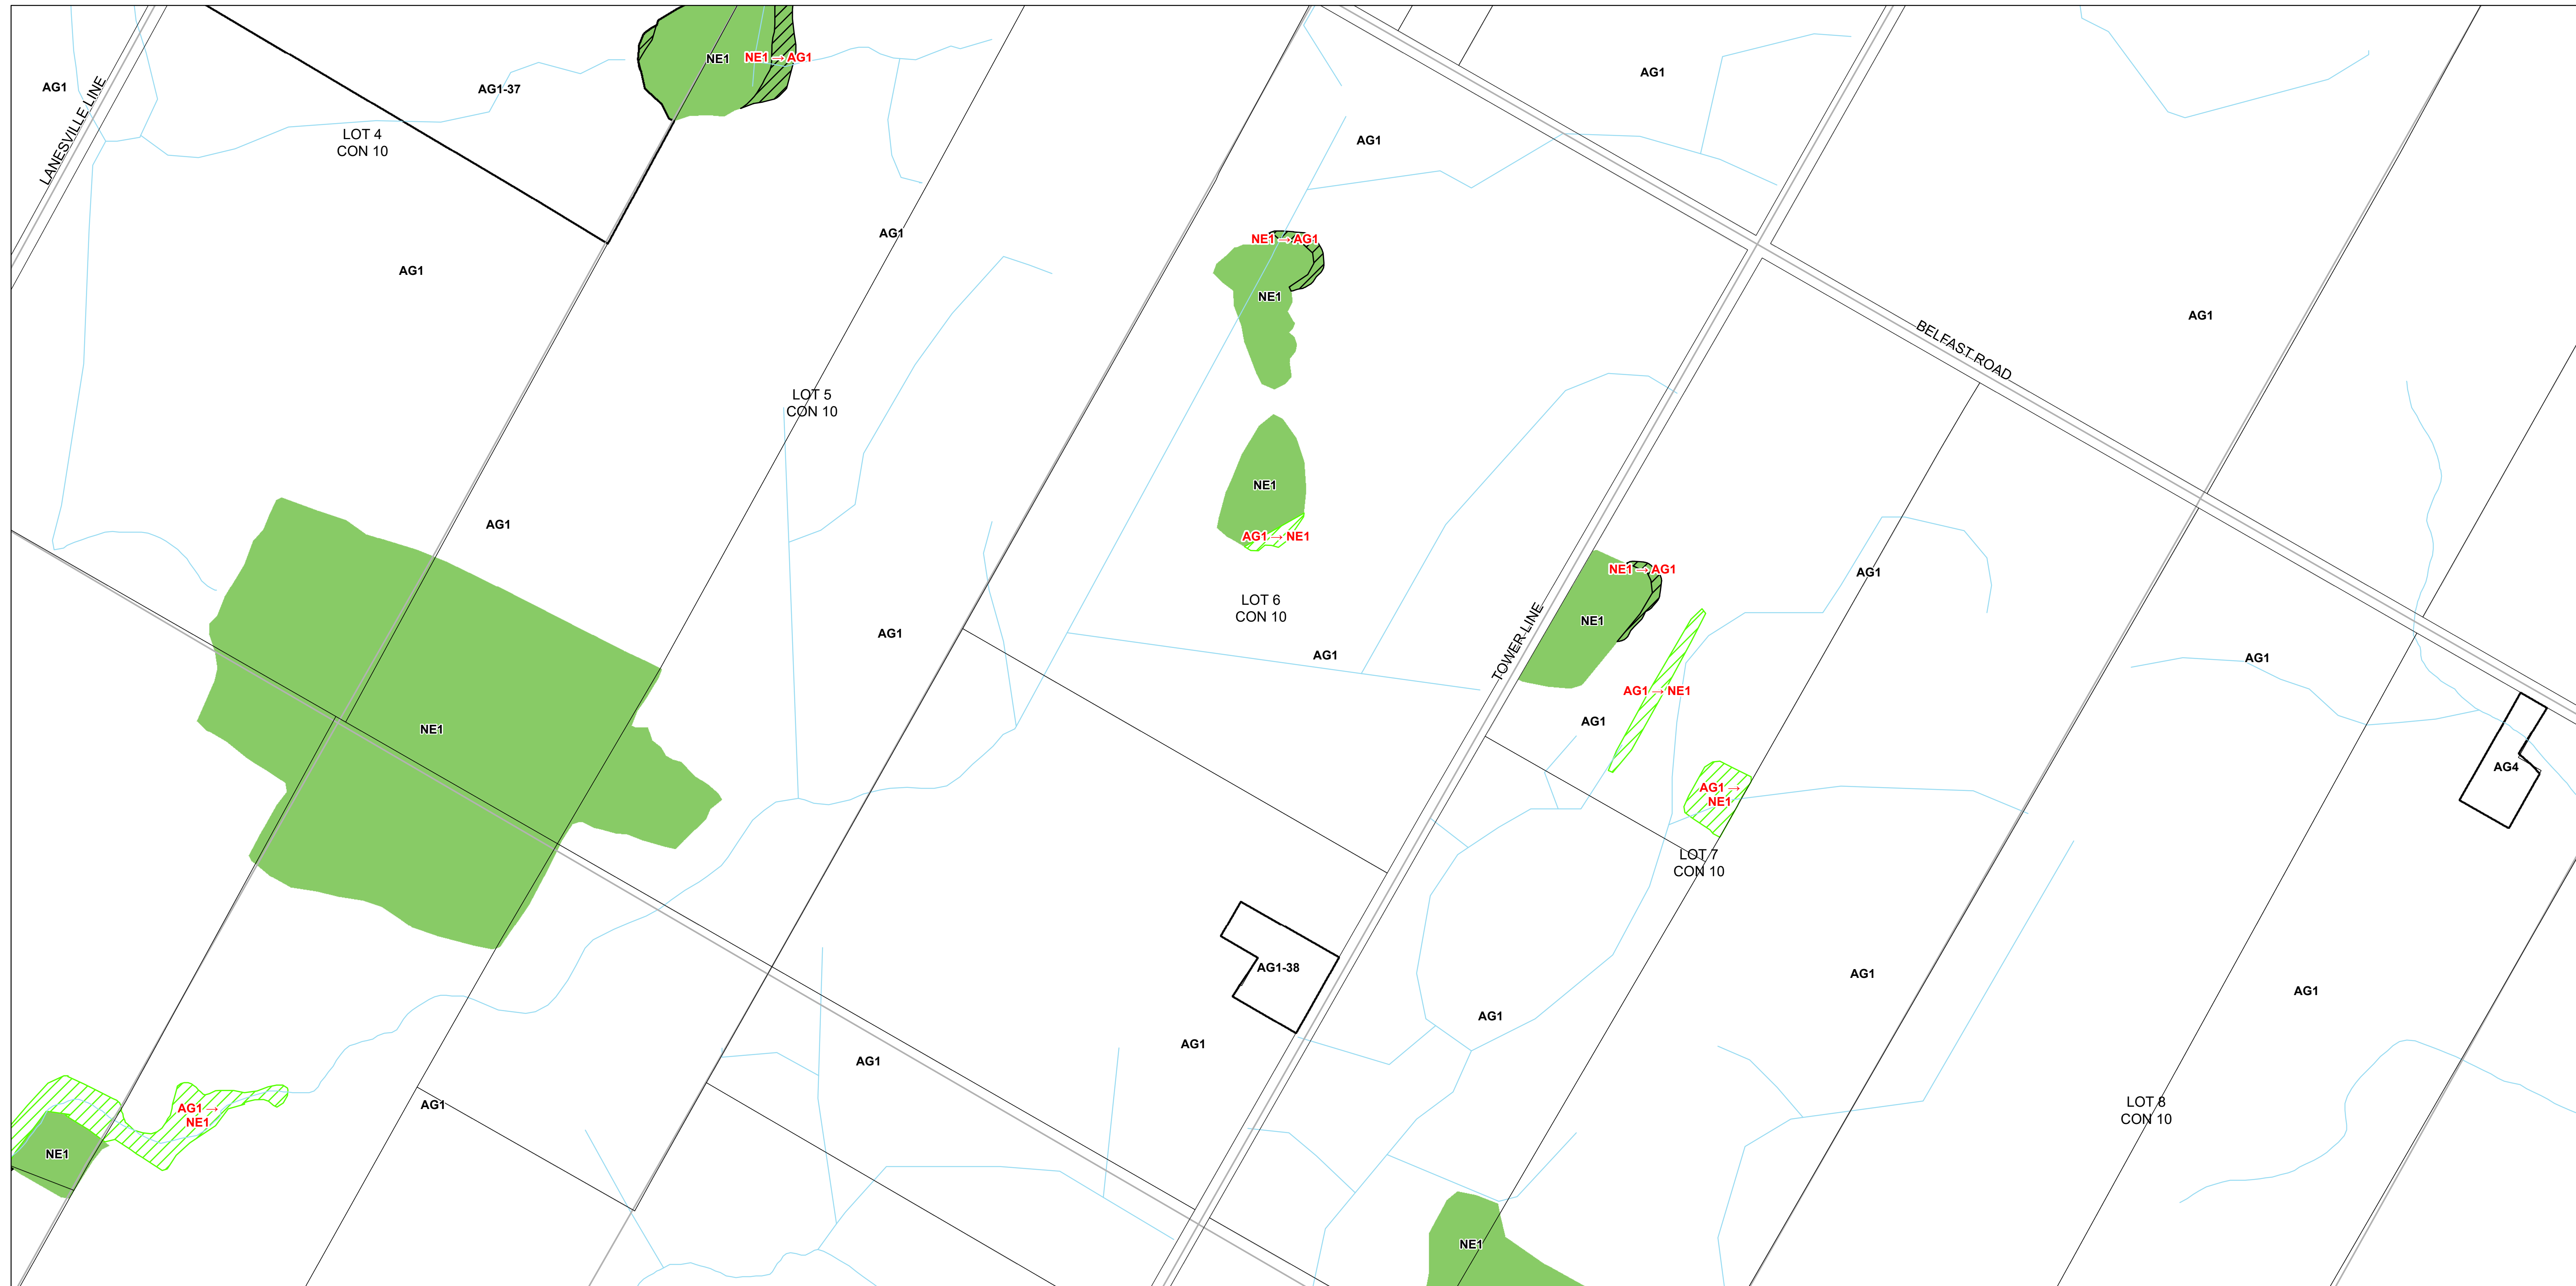 NE1
NE1 → AG1
AG1
AG1
AG1-37
LANESVILLE LINE
LOT 4
CON 10
AG1
AG1
NE1 → AG1
AG1
NE1
AG1
BELFAST ROAD
LOT 5
CON 10
NE1
AG1
AG1 → NE1
NE1 → AG1
AG1
LOT 6
CON 10
NE1
AG1
TOWER LINE
AG1
AG1
AG1 → NE1
AG1
NE1
AG4
AG1 →
NE1
LOT 7
CON 10
AG1-38
AG1
AG1
AG1
AG1
AG1
LOT 8
CON 10
AG1
AG1 →
NE1
NE1
NE1